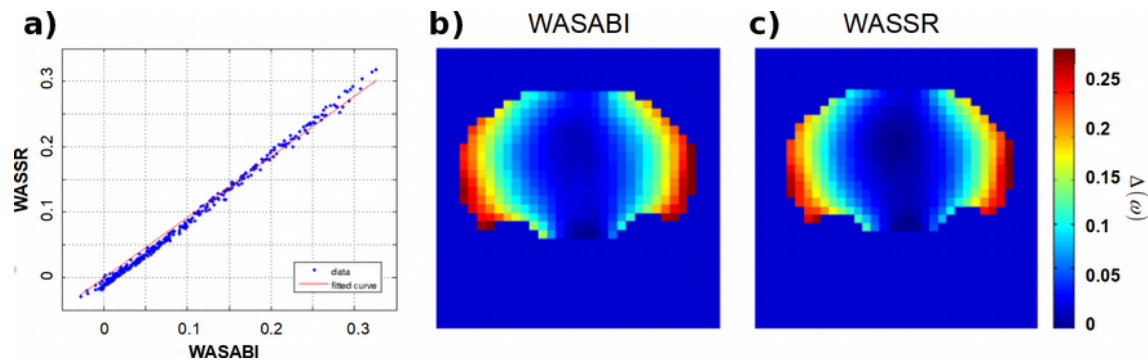 a)
b) WASABI
c) WASSR
WASSR
0.3
0.2
0.1
0
0 0.1 0.2 0.3
WASABI
data
fitted curve
0.25
0.2
0.15
0.1
0.05
0
Δ(ω)